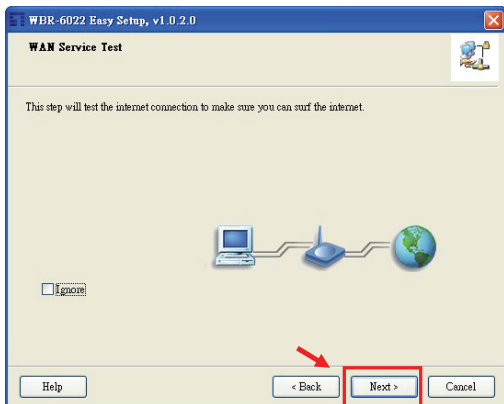 WBR-6022 Easy Setup, v1.0.2.0
WAN Service Test
This step will test the internet connection to make sure you can surf the internet.
Ignore
Help
< Back
Next >
Cancel